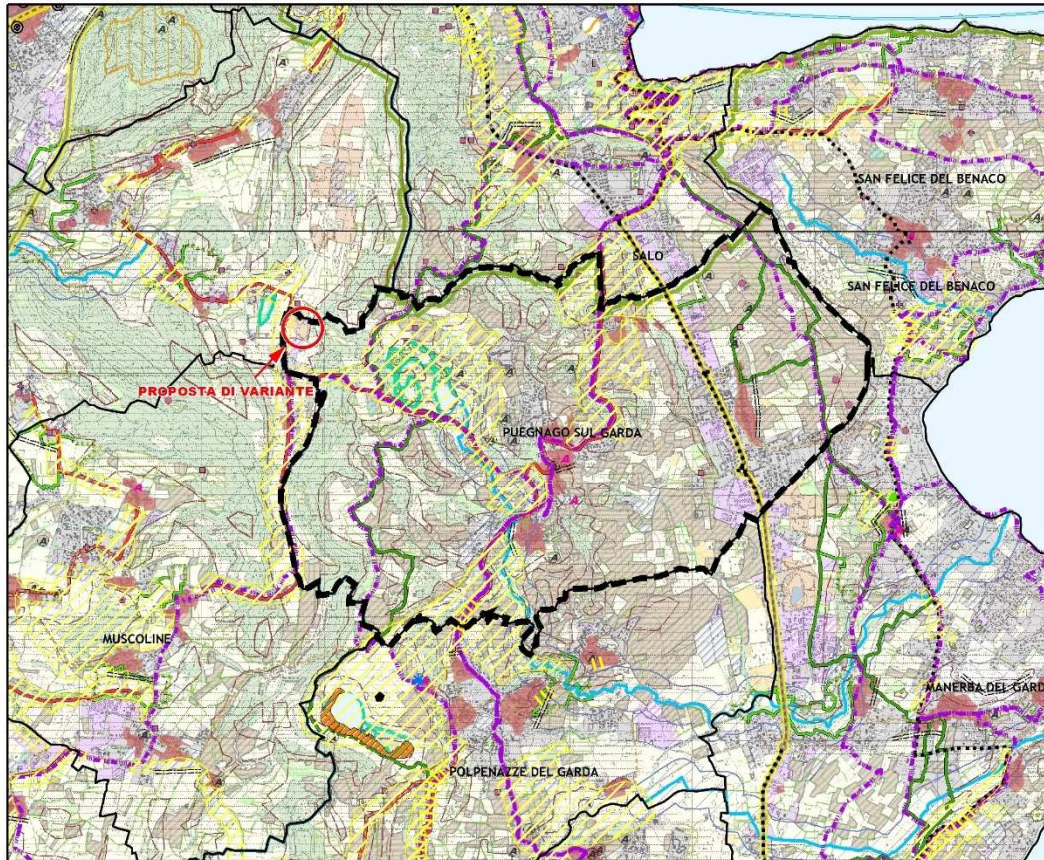 SAN FELICE DEL BENACO
SALO
SAN FELICE DEL BENACO
PROPOSTA DI VARIANTE
PUEGNAGO SUL GARDA
MUSCOLINE
MANERBA DEL GARD
POLPENAZZE DEL GARDA